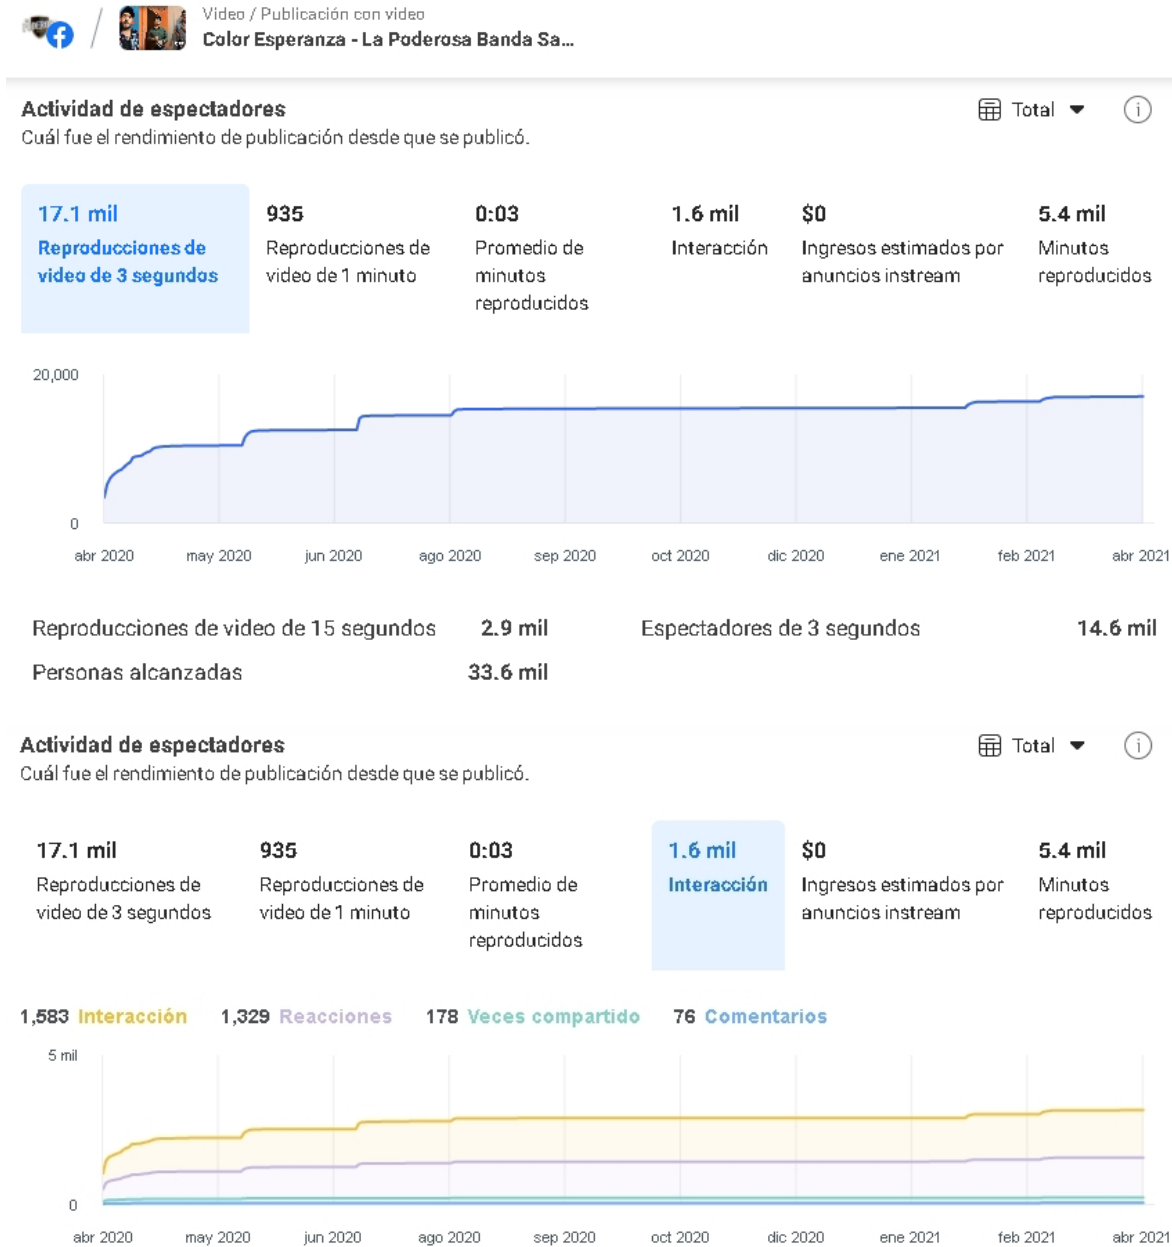 Video / Publicación con video
Color Esperanza - La Poderosa Banda Sa...
Actividad de espectadores
Total
Cuál fue el rendimiento de publicación desde que se publicó.
17.1 mil
Reproducciones de
video de 3 segundos
935
Reproducciones de
video de 1 minuto
0:03
Promedio de
minutos
reproducidos
1.6 mil
Interacción
$0
Ingresos estimados por
anuncios instream
5.4 mil
Minutos
reproducidos
20,000
0
abr 2020 may 2020 jun 2020 ago 2020 sep 2020 oct 2020 dic 2020 ene 2021 feb 2021 abr 2021
Reproducciones de video de 15 segundos 2.9 mil
Espectadores de 3 segundos 14.6 mil
Personas alcanzadas 33.6 mil
Actividad de espectadores
Total
Cuál fue el rendimiento de publicación desde que se publicó.
17.1 mil
Reproducciones de
video de 3 segundos
935
Reproducciones de
video de 1 minuto
0:03
Promedio de
minutos
reproducidos
1.6 mil
Interacción
$0
Ingresos estimados por
anuncios instream
5.4 mil
Minutos
reproducidos
1,583 Interacción 1,329 Reacciones 178 Veces compartido 76 Comentarios
5 mil
0
abr 2020 may 2020 jun 2020 ago 2020 sep 2020 oct 2020 dic 2020 ene 2021 feb 2021 abr 2021